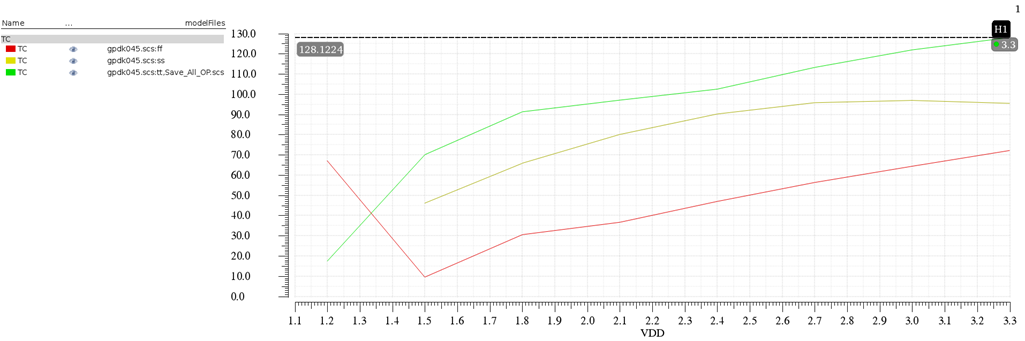 1
Name ... modelFiles
TC
TC gpdk045.scs:ff
TC gpdk045.scs:ss
TC gpdk045.scs:tt,Save_All_OP.scs
H1
3.3
128.1224
130.0
120.0
110.0
100.0
90.0
80.0
70.0
60.0
50.0
40.0
30.0
20.0
10.0
0.0
1.1 1.2 1.3 1.4 1.5 1.6 1.7 1.8 1.9 2.0 2.1 2.2 2.3 2.4 2.5 2.6 2.7 2.8 2.9 3.0 3.1 3.2 3.3
VDD